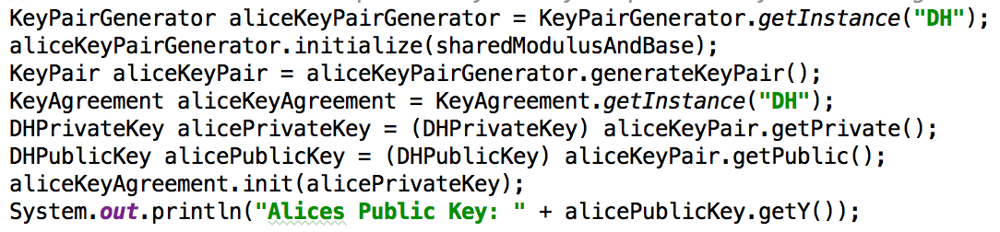 KeyPairGenerator aliceKeyPairGenerator = KeyPairGenerator.getInstance("DH");
aliceKeyPairGenerator.initialize(sharedModulusAndBase);
KeyPair aliceKeyPair = aliceKeyPairGenerator.generateKeyPair();
KeyAgreement aliceKeyAgreement = KeyAgreement.getInstance("DH");
DHPrivateKey alicePrivateKey = (DHPrivateKey) aliceKeyPair.getPrivate();
DHPublicKey alicePublicKey = (DHPublicKey) aliceKeyPair.getPublic();
aliceKeyAgreement.init(alicePrivateKey);
System.out.println("Alices Public Key: " + alicePublicKey.getY());